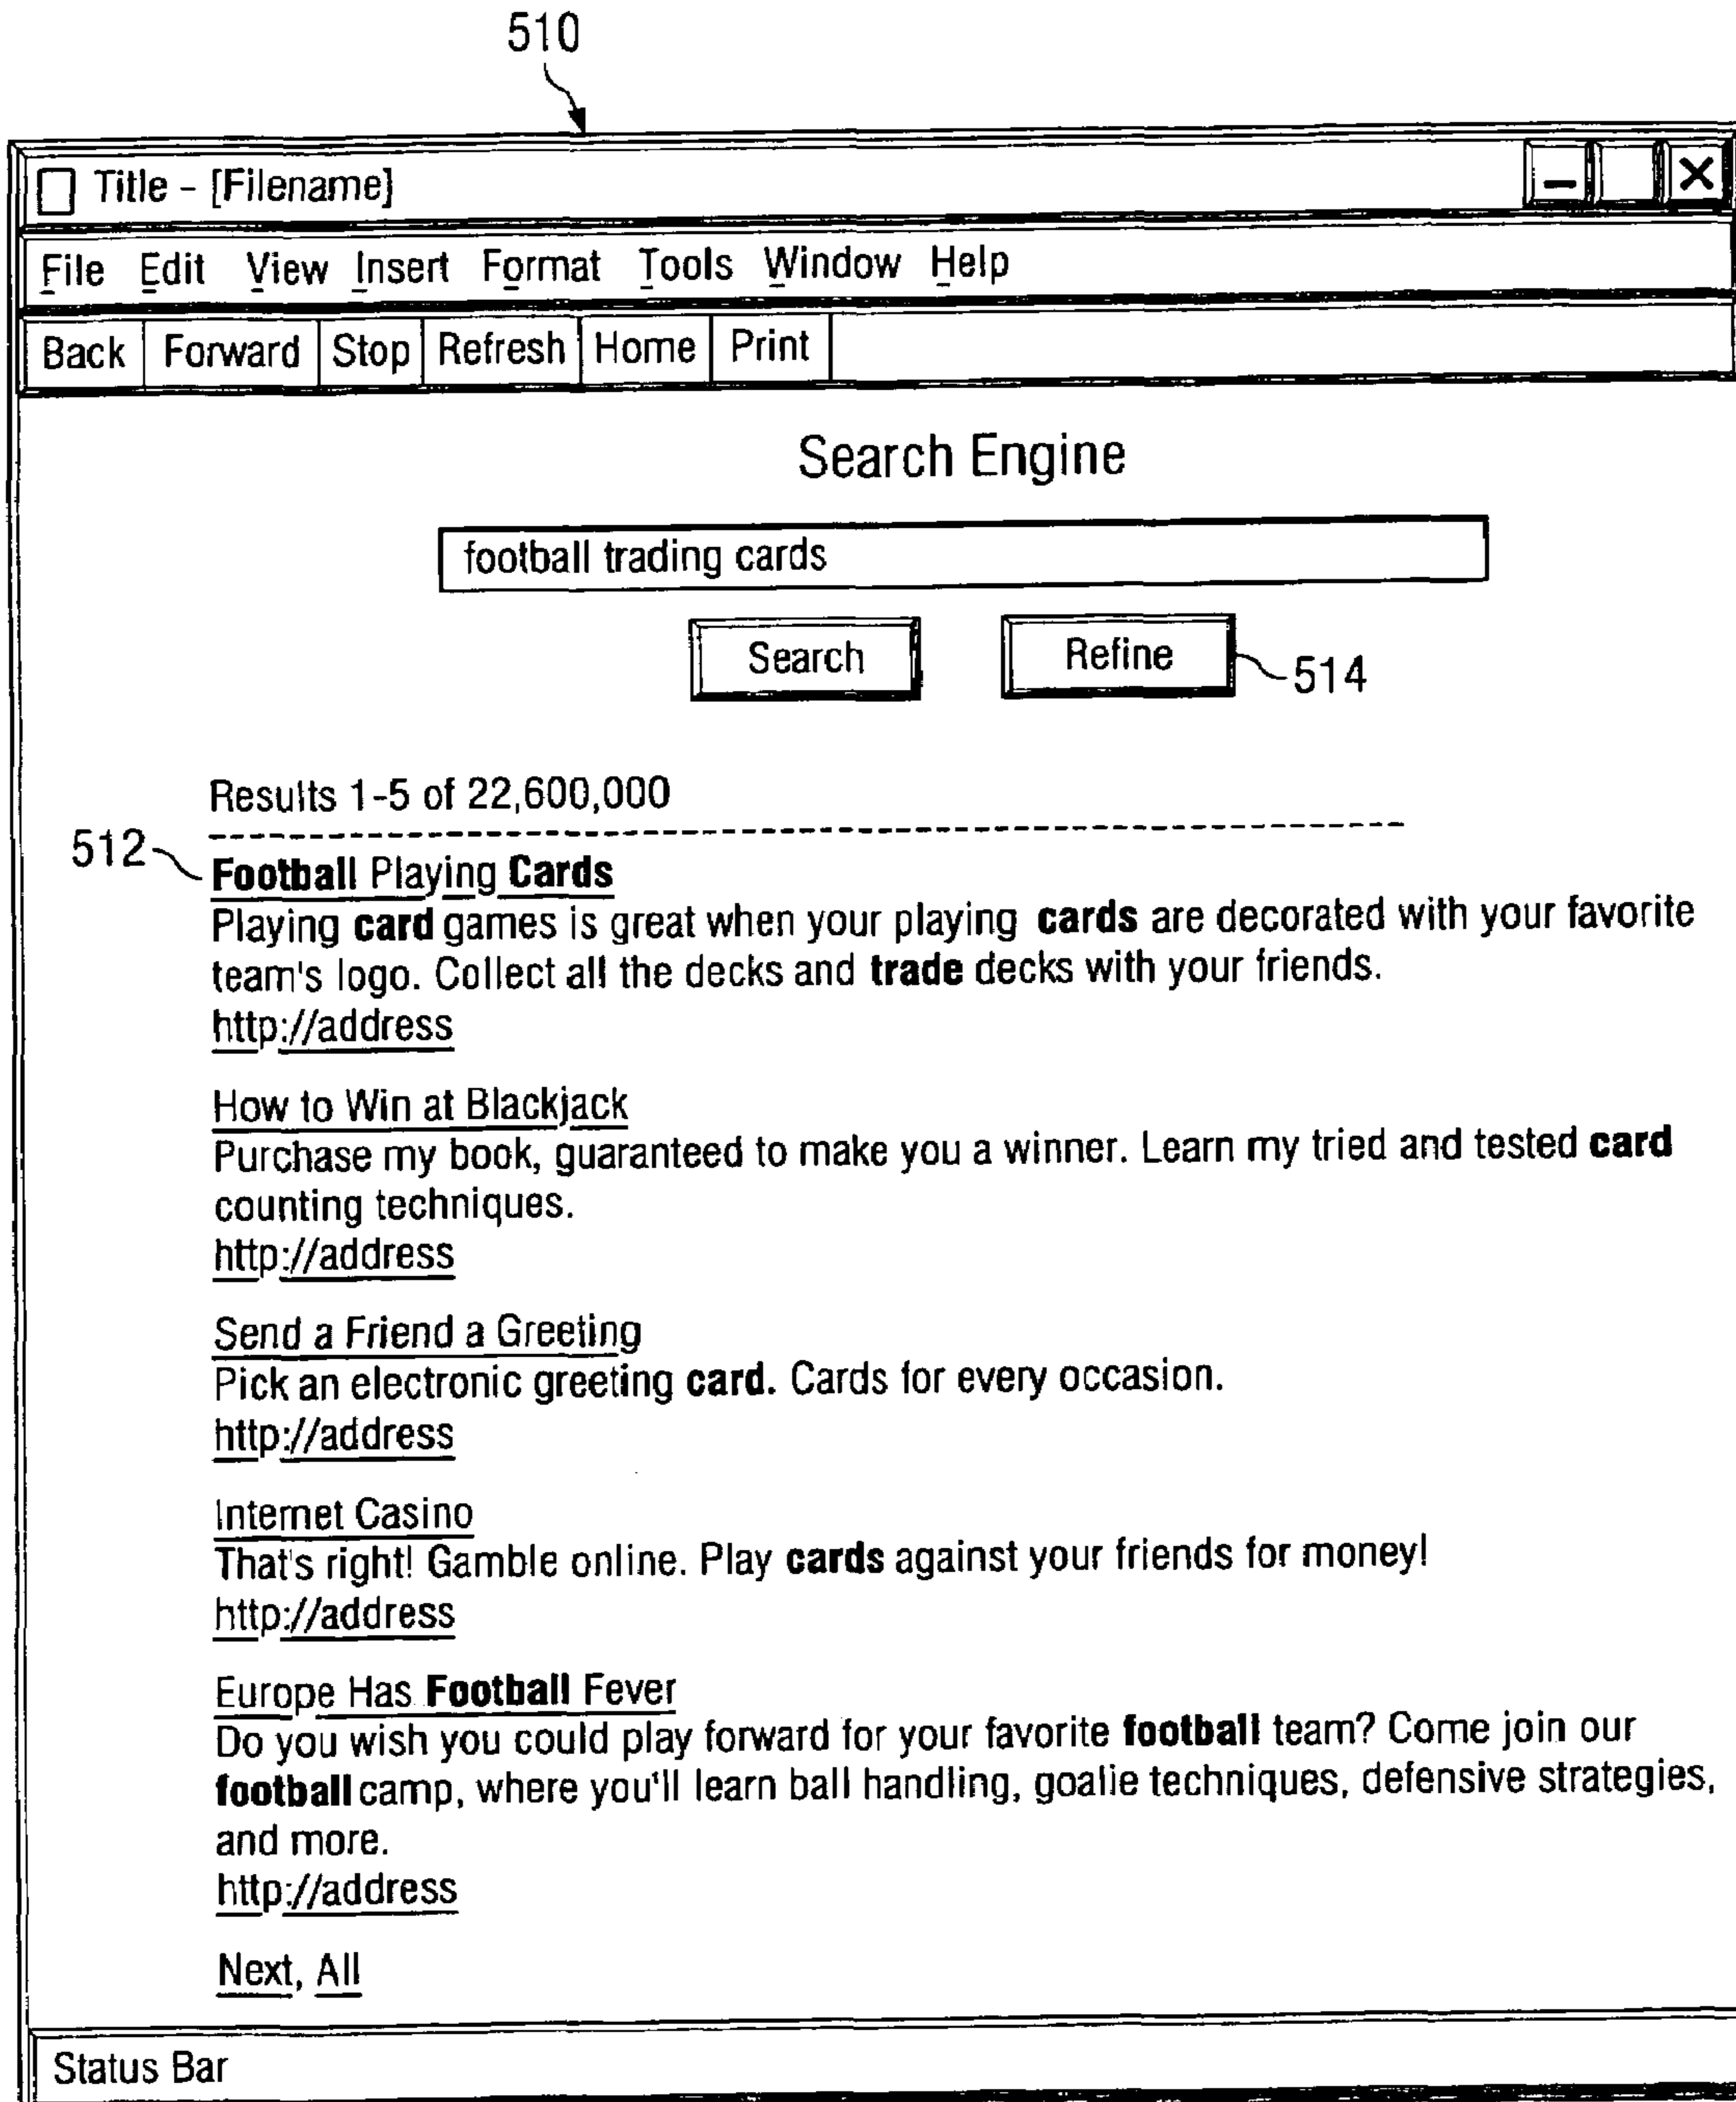 510
Title - [Filename]
File Edit View Insert Format Tools Window Help
Back Forward Stop Refresh Home Print
Search Engine
football trading cards
Search Refine 514
Results 1-5 of 22,600,000
512 Football Playing Cards
Playing card games is great when your playing cards are decorated with your favorite
team's logo. Collect all the decks and trade decks with your friends.
http://address
How to Win at Blackjack
Purchase my book, guaranteed to make you a winner. Learn my tried and tested card
counting techniques.
http://address
Send a Friend a Greeting
Pick an electronic greeting card. Cards for every occasion.
http://address
Internet Casino
That's right! Gamble online. Play cards against your friends for money!
http://address
Europe Has Football Fever
Do you wish you could play forward for your favorite football team? Come join our
football camp, where you'll learn ball handling, goalie techniques, defensive strategies,
and more.
http://address
Next, All
Status Bar